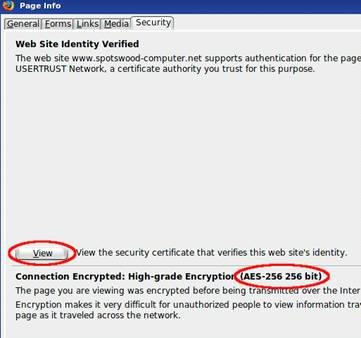 Page Info
General Forms Links Media Security
Web Site Identity Verified
The web site www.spotswood-computer.net supports authentication for the page
USERTRUST Network, a certificate authority you trust for this purpose.
View View the security certificate that verifies this web site's identity.
Connection Encrypted: High-grade Encryption (AES-256 256 bit)
The page you are viewing was encrypted before being transmitted over the Inter
Encryption makes it very difficult for unauthorized people to view information tra
page as it traveled across the network.